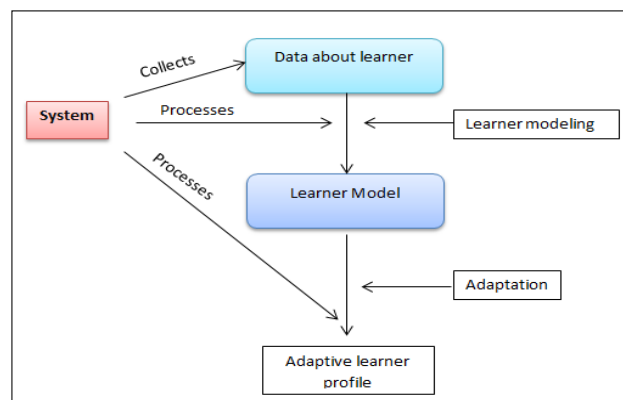 Data about learner
Collects
System
Processes
Learner modeling
Processes
Learner Model
Adaptation
Adaptive learner
profile